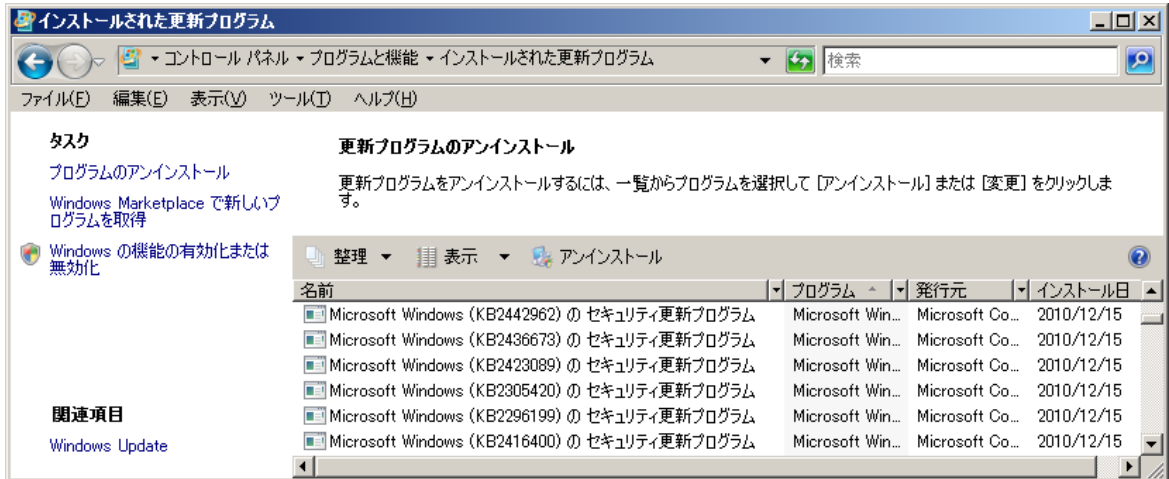 インストールされた更新プログラム
コントロール パネル ▾ プログラムと機能 ▾ インストールされた更新プログラム
検索
ファイル(F) 編集(E) 表示(V) ツール(T) ヘルプ(H)
タスク
プログラムのアンインストール
Windows Marketplace で新しいプ
ログラムを取得
Windows の機能の有効化または
無効化
関連項目
Windows Update
更新プログラムのアンインストール
更新プログラムをアンインストールするには、一覧からプログラムを選択して [アンインストール] または [変更] をクリックしま
す。
整理 表示 アンインストール
名前 プログラム 発行元 インストール日
Microsoft Windows (KB2442962) の セキュリティ更新プログラム Microsoft Win... Microsoft Co... 2010/12/15
Microsoft Windows (KB2436673) の セキュリティ更新プログラム Microsoft Win... Microsoft Co... 2010/12/15
Microsoft Windows (KB2423089) の セキュリティ更新プログラム Microsoft Win... Microsoft Co... 2010/12/15
Microsoft Windows (KB2305420) の セキュリティ更新プログラム Microsoft Win... Microsoft Co... 2010/12/15
Microsoft Windows (KB2296199) の セキュリティ更新プログラム Microsoft Win... Microsoft Co... 2010/12/15
Microsoft Windows (KB2416400) の セキュリティ更新プログラム Microsoft Win... Microsoft Co... 2010/12/15